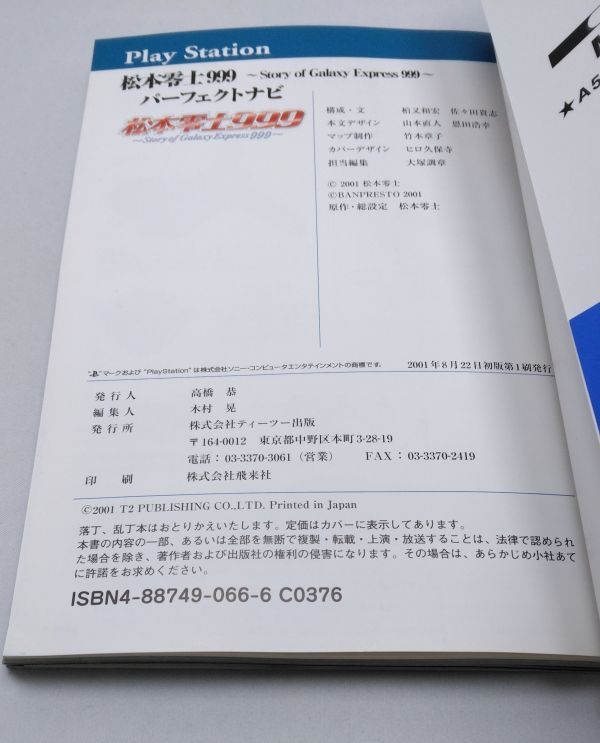 Play Station
松本零士999 ～Story of Galaxy Express 999～
パーフェクトナビ
松本零士999
～Story of Galaxy Express 999～
構成・文 柏又和宏 佐々田貴志
本文デザイン 山本直人 恩田浩幸
マップ制作 竹本章子
カバーデザイン ヒロ久保寺
担当編集 大塚訓章
© 2001 松本零士
©BANPRESTO 2001
原作・総設定 松本零士
" "マークおよび "PlayStation" は株式会社ソニー・コンピュータエンタテインメントの商標です。
2001年8月22日初版第1刷発行
発行人 高橋 恭
編集人 木村 晃
発行所 株式会社ティーツー出版
〒164-0012 東京都中野区本町3-28-19
電話：03-3370-3061（営業） FAX：03-3370-2419
印 刷 株式会社飛来社
©2001 T2 PUBLISHING CO.,LTD. Printed in Japan
落丁、乱丁本はおとりかえいたします。定価はカバーに表示してあります。
本書の内容の一部、あるいは全部を無断で複製・転載・上演・放送することは、法律で認められ
た場合を除き、著作者および出版社の権利の侵害になります。その場合は、あらかじめ小社あて
に許諾をお求めください。
ISBN4-88749-066-6 C0376
★A5